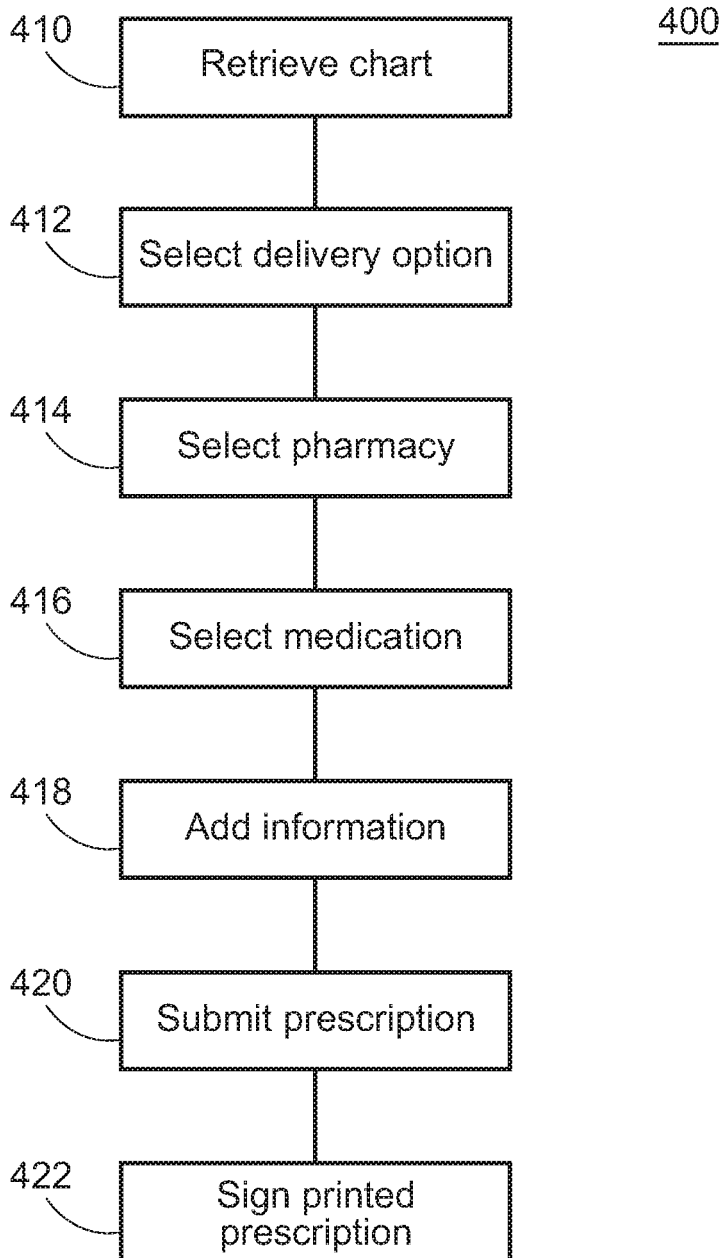 400
410
Retrieve chart
412
Select delivery option
414
Select pharmacy
416
Select medication
418
Add information
420
Submit prescription
422
Sign printed
prescription